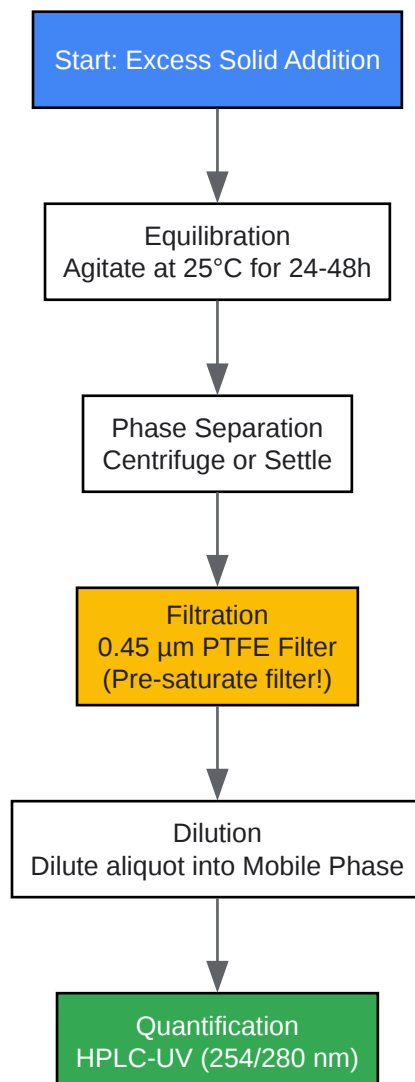 Start: Excess Solid Addition
Equilibration
Agitate at 25°C for 24-48h
Phase Separation
Centrifuge or Settle
Filtration
0.45 µm PTFE Filter
(Pre-saturate filter!)
Dilution
Dilute aliquot into Mobile Phase
Quantification
HPLC-UV (254/280 nm)